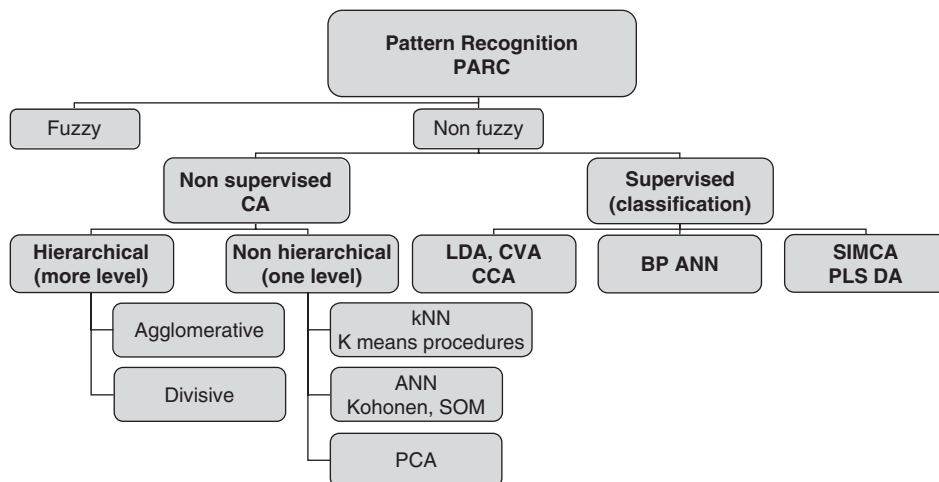 Pattern Recognition
PARC
Fuzzy
Non fuzzy
Non supervised
CA
Supervised
(classification)
Hierarchical
(more level)
Non hierarchical
(one level)
LDA, CVA
CCA
BP ANN
SIMCA
PLS DA
Agglomerative
Divisive
kNN
K means procedures
ANN
Kohonen, SOM
PCA